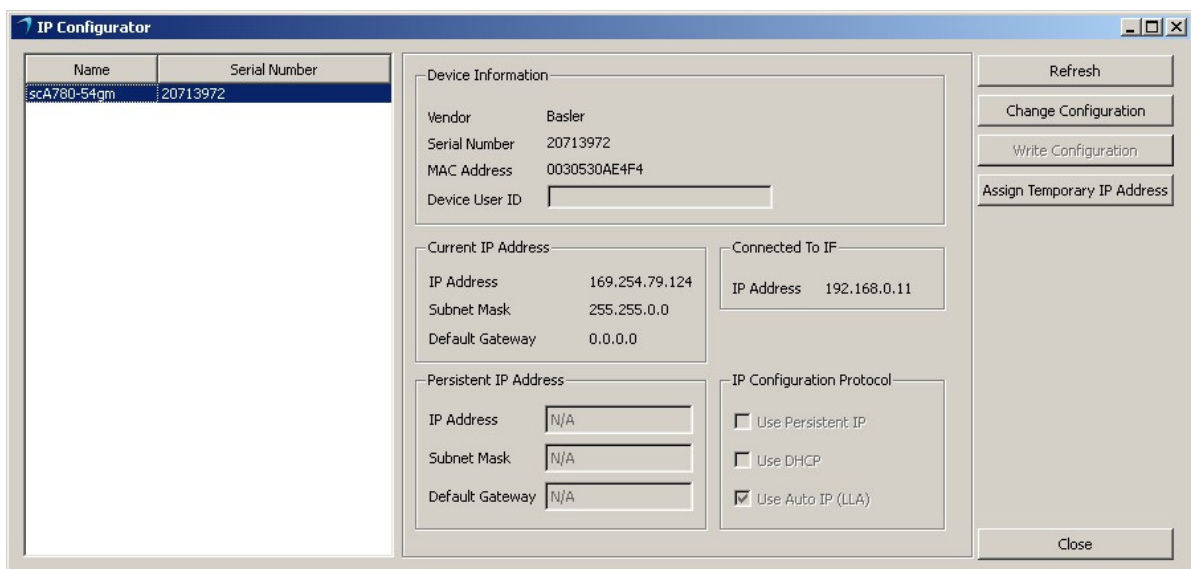 IP Configurator
Name Serial Number
scA780-54gm 20713972
Device Information
Vendor Basler
Serial Number 20713972
MAC Address 0030530AE4F4
Device User ID
Current IP Address
IP Address 169.254.79.124
Subnet Mask 255.255.0.0
Default Gateway 0.0.0.0
Connected To IF
IP Address 192.168.0.11
Persistent IP Address
IP Address N/A
Subnet Mask N/A
Default Gateway N/A
IP Configuration Protocol
Use Persistent IP
Use DHCP
Use Auto IP (LLA)
Refresh
Change Configuration
Write Configuration
Assign Temporary IP Address
Close